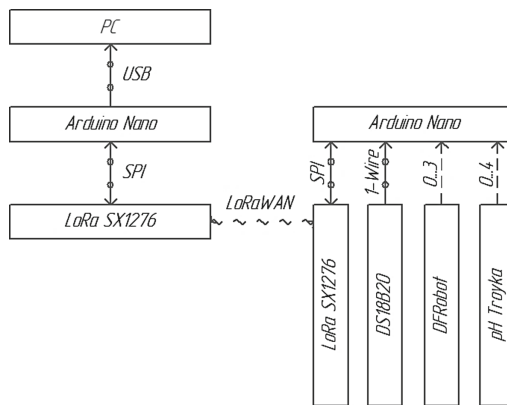 PC
USB
Arduino Nano
Arduino Nano
SPI
SPI
1-Wire
0...3
0...4
LoRaWAN
LoRa SX1276
LoRa SX1276
DS18B20
DFRobot
pH Troyka